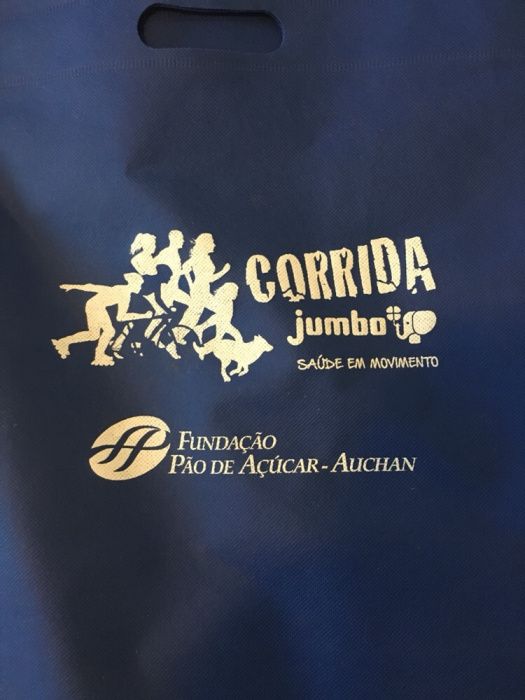 CORRIDA
jumbo
SAÚDE EM MOVIMENTO
FUNDAÇÃO
PÃO DE AÇÚCAR - AUCHAN